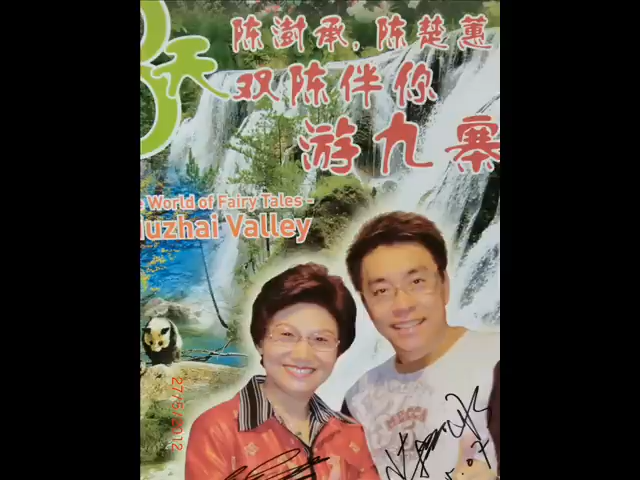 天
陈澍承, 陈楚蕙
双陈伴你
游九寨
World of Fairy Tales -
uzhai Valley
27/5/2012